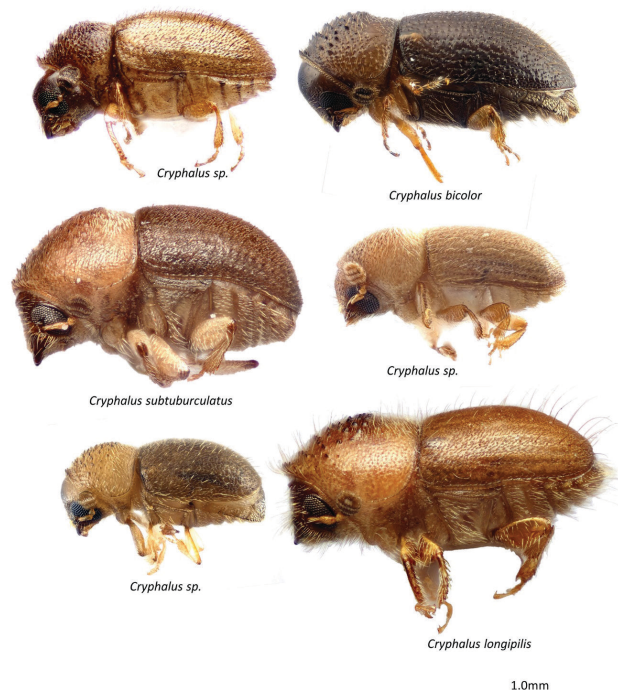 Cryphalus sp.
Cryphalus bicolor
Cryphalus subtuburculatus
Cryphalus sp.
Cryphalus sp.
Cryphalus longipilis
1.0mm